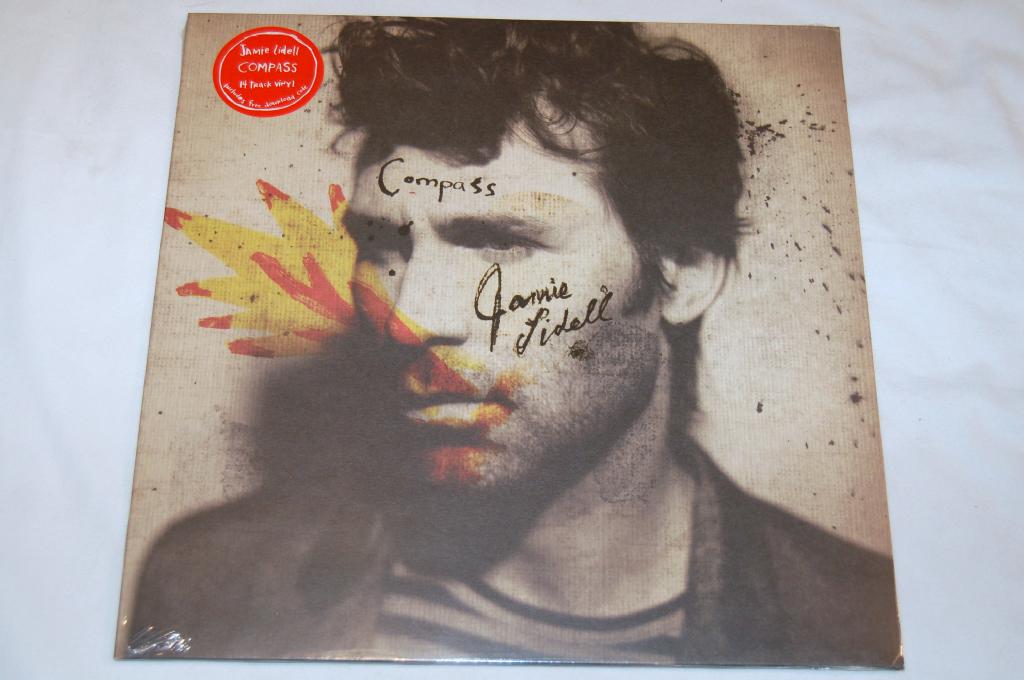 Jamie Lidell
COMPASS
14 Track Vinyl
includes free download code
Compass
Jamie
Lidell